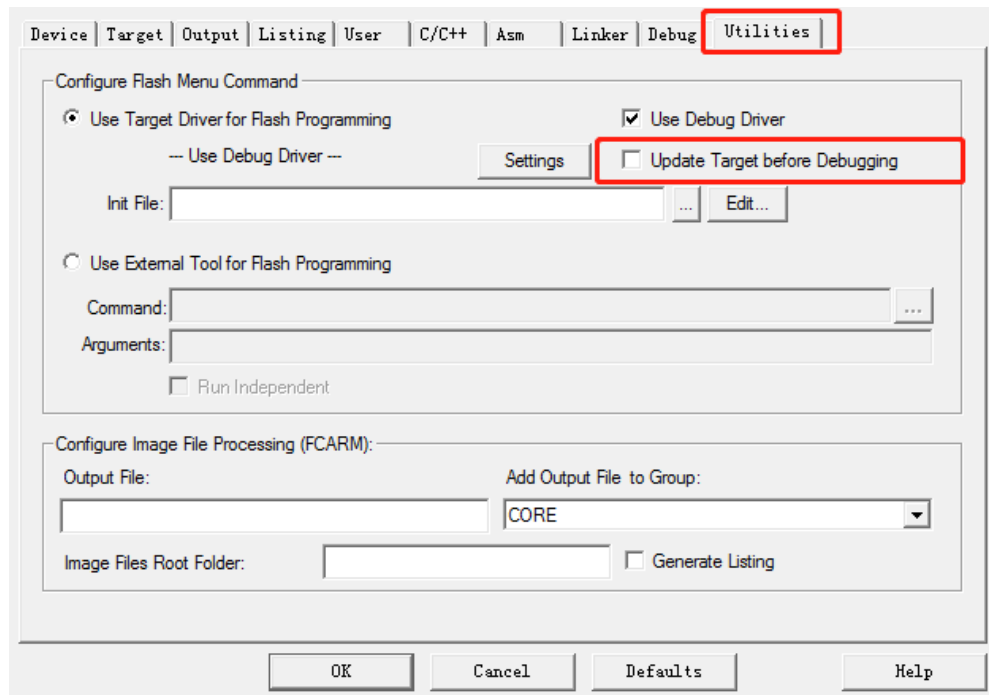 Device Target Output Listing User C/C++ Asm Linker Debug Utilities
Configure Flash Menu Command
Use Target Driver for Flash Programming
Use Debug Driver
--- Use Debug Driver ---
Settings
Update Target before Debugging
Init File:
...
Edit...
Use External Tool for Flash Programming
Command:
...
Arguments:
Run Independent
Configure Image File Processing (FCARM):
Output File:
Add Output File to Group:
CORE
Image Files Root Folder:
Generate Listing
OK Cancel Defaults Help